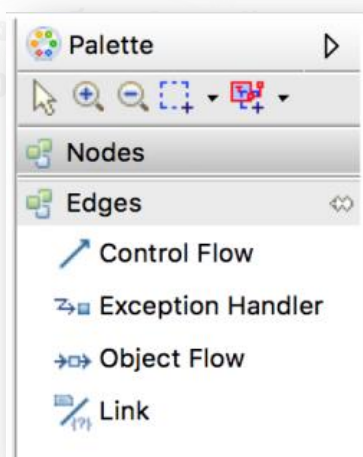 Palette
Nodes
Edges
Control Flow
Exception Handler
Object Flow
Link